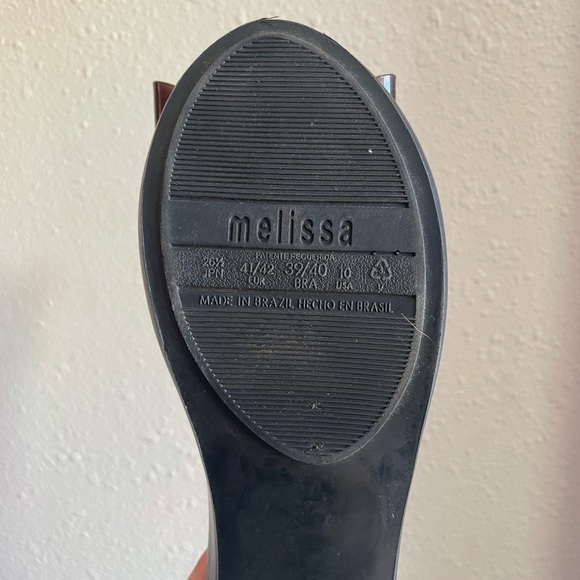 melissa
PATENTE REQUERIDA
26½ 41/42 39/40 10
JPN EUR BRA USA
MADE IN BRAZIL HECHO EN BRASIL